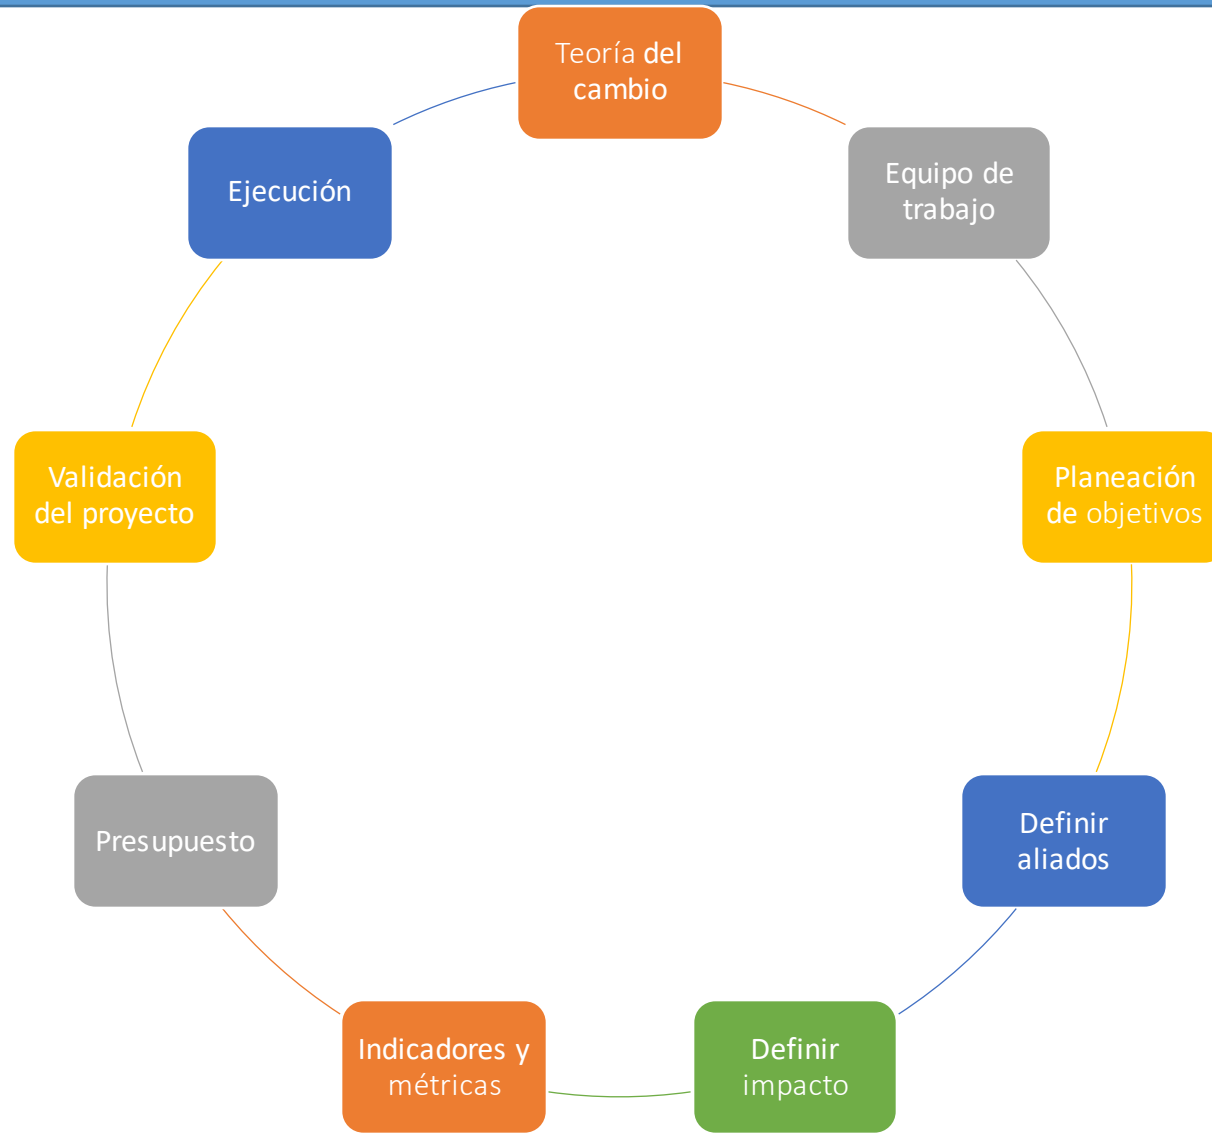 Teoría del
cambio
Equipo de
trabajo
Planeación
de objetivos
Definir
aliados
Definir
impacto
Indicadores y
métricas
Presupuesto
Validación
del proyecto
Ejecución